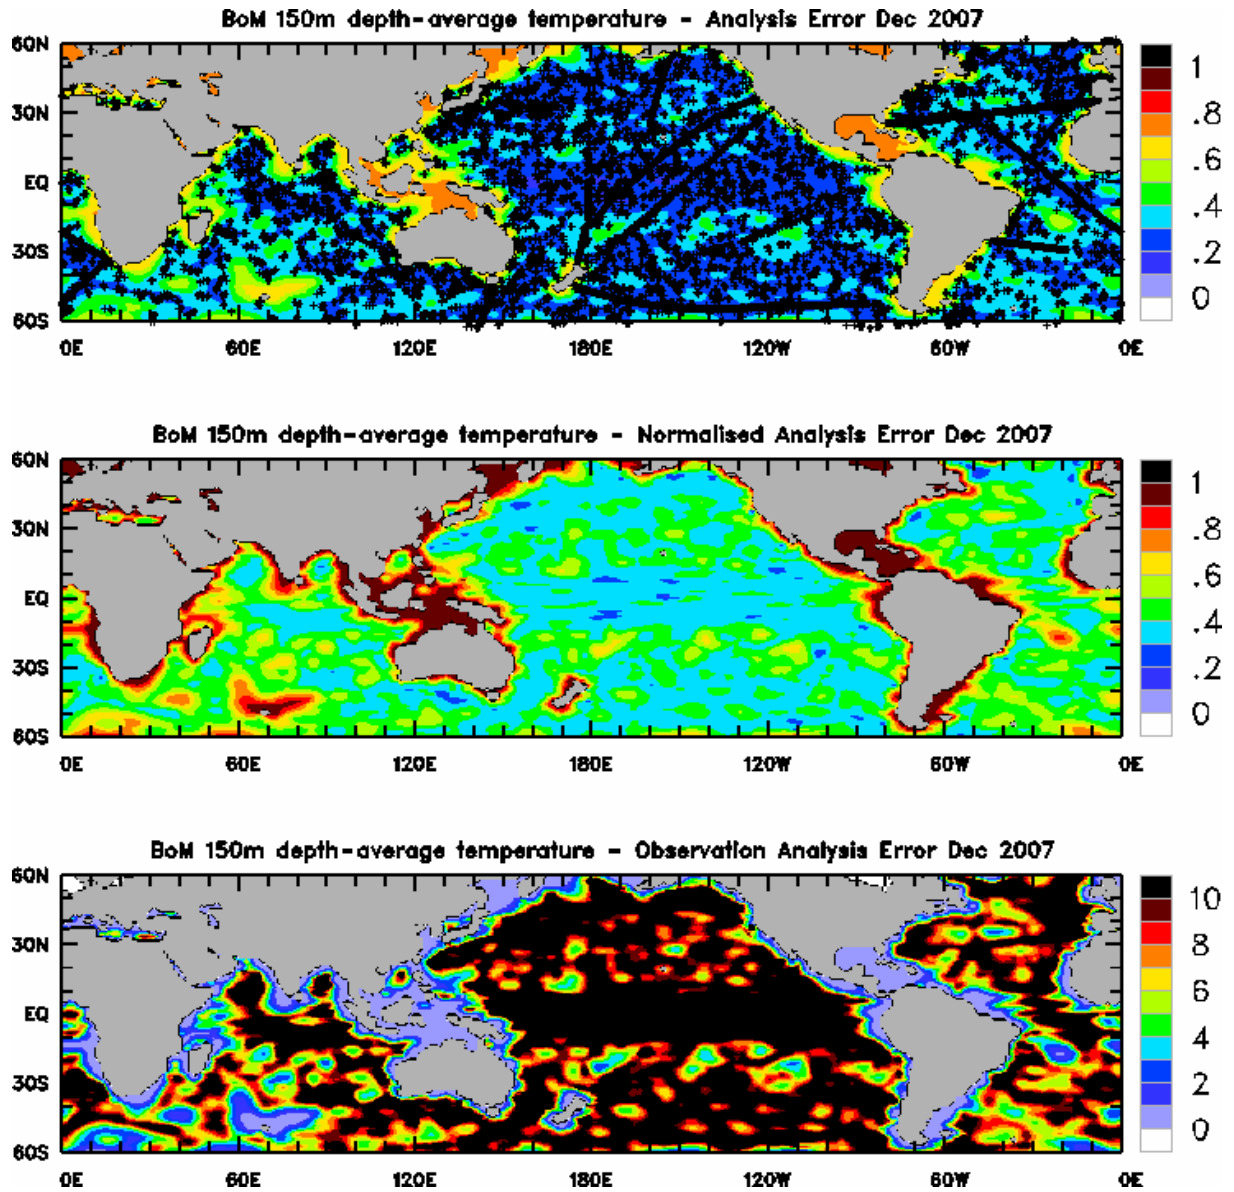 BoM 150m depth-average temperature - Analysis Error Dec 2007
60N
30N
EQ
30S
60S
0E 60E 120E 180E 120W 60W 0E
1
.8
.6
.4
.2
0
BoM 150m depth-average temperature - Normalised Analysis Error Dec 2007
60N
30N
EQ
30S
60S
0E 60E 120E 180E 120W 60W 0E
1
.8
.6
.4
.2
0
BoM 150m depth-average temperature - Observation Analysis Error Dec 2007
60N
30N
EQ
30S
60S
0E 60E 120E 180E 120W 60W 0E
10
8
6
4
2
0